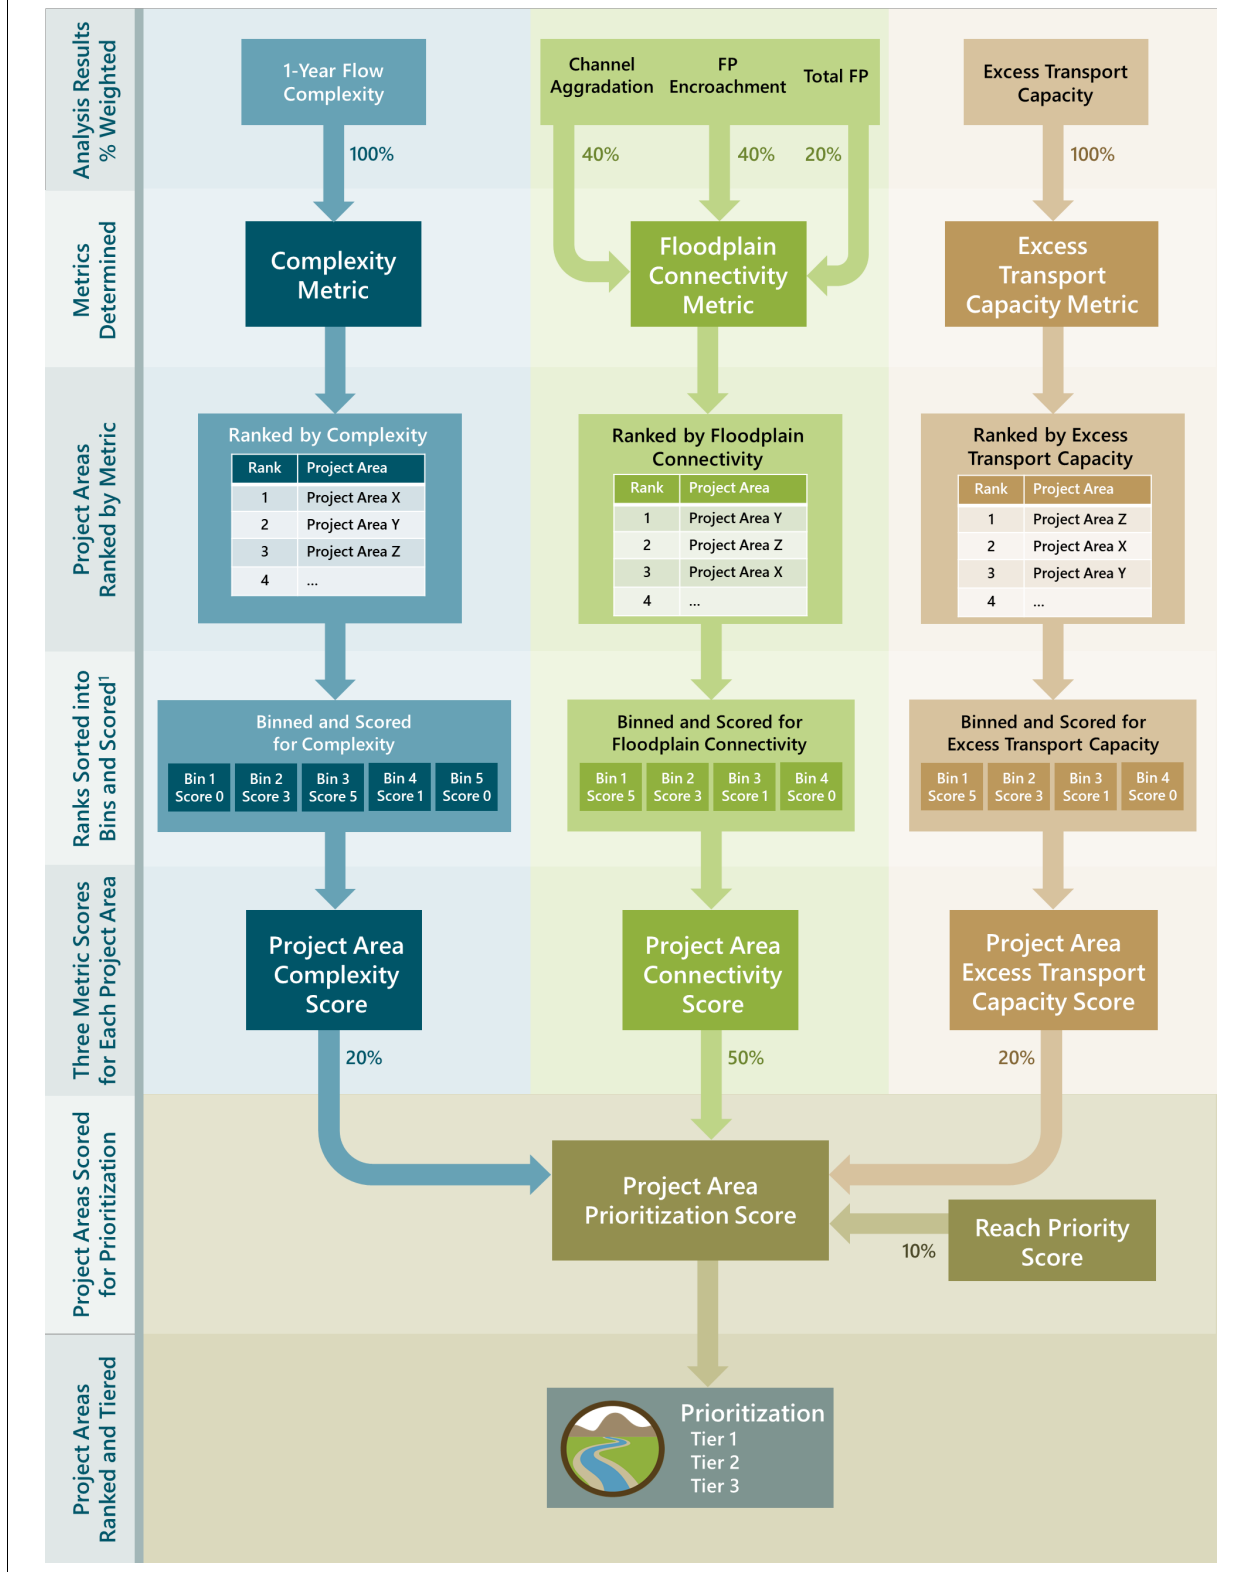 Analysis Results
% Weighted
1-Year Flow
Complexity
Channel
Aggradation
FP
Encroachment
Total FP
Excess Transport
Capacity
100%
40%
40%
20%
100%
Metrics
Determined
Complexity
Metric
Floodplain
Connectivity
Metric
Excess
Transport
Capacity Metric
Project Areas
Ranked by Metric
Ranked by Complexity
Rank Project Area
1 Project Area X
2 Project Area Y
3 Project Area Z
4 ...
Ranked by Floodplain
Connectivity
Rank Project Area
1 Project Area Y
2 Project Area Z
3 Project Area X
4 ...
Ranked by Excess
Transport Capacity
Rank Project Area
1 Project Area Z
2 Project Area X
3 Project Area Y
4 ...
Ranks Sorted into
Bins and Scored¹
Binned and Scored
for Complexity
Bin 1 Bin 2 Bin 3 Bin 4 Bin 5
Score 0 Score 3 Score 5 Score 1 Score 0
Binned and Scored for
Floodplain Connectivity
Bin 1 Bin 2 Bin 3 Bin 4
Score 5 Score 3 Score 1 Score 0
Binned and Scored for
Excess Transport Capacity
Bin 1 Bin 2 Bin 3 Bin 4
Score 5 Score 3 Score 1 Score 0
Three Metric Scores
for Each Project Area
Project Area
Complexity
Score
Project Area
Connectivity
Score
Project Area
Excess Transport
Capacity Score
20%
50%
20%
Project Areas Scored
for Prioritization
Project Area
Prioritization Score
Reach Priority
Score
10%
Project Areas
Ranked and Tiered
Prioritization
Tier 1
Tier 2
Tier 3